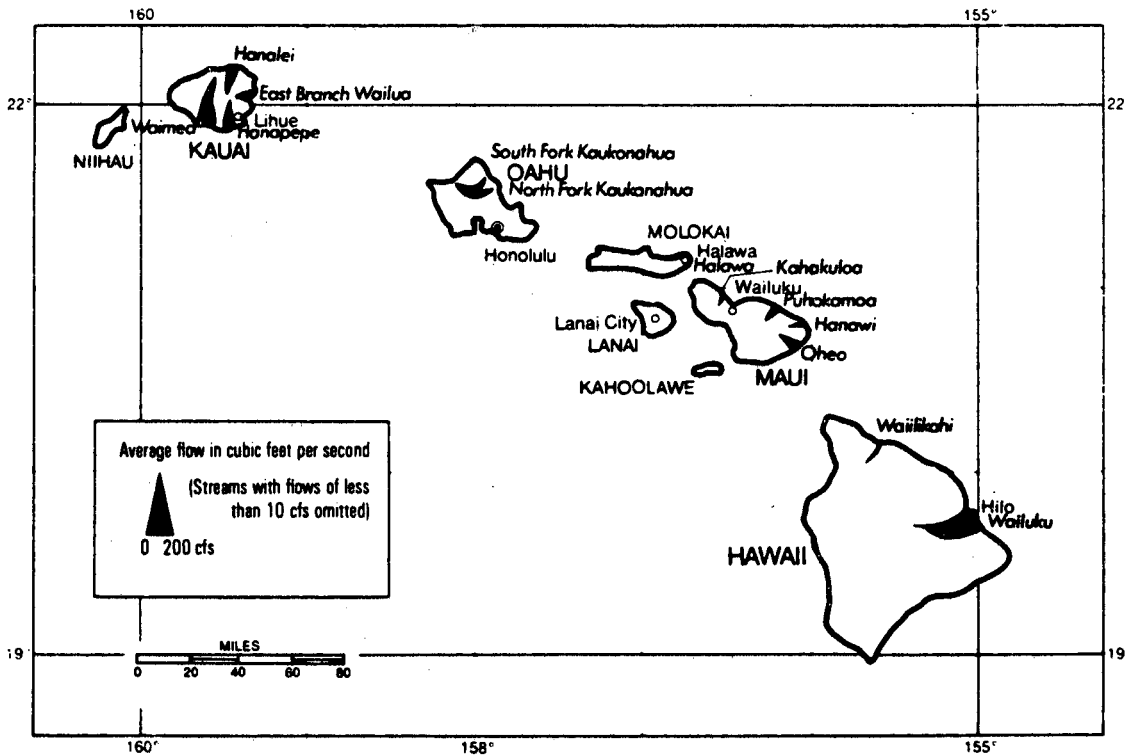 160
155°
Hanalei
22°
East Branch Wailua
22
Lihue
Waimea
Hanapepe
NIIHAU
KAUAI
South Fork Kaukonahua
OAHU
North Fork Kaukonahua
Honolulu
MOLOKAI
Halawa
Halawa
Kahakuloa
Wailuku
Puhokamoa
Lanai City
Hanawi
LANAI
Oheo
KAHOOLAWE
MAUI
Waiilikahi
Average flow in cubic feet per second
(Streams with flows of less
than 10 cfs omitted)
0 200 cfs
Hilo
Wailuku
HAWAII
MILES
0 20 40 60 80
19°
19
160°
158°
155°